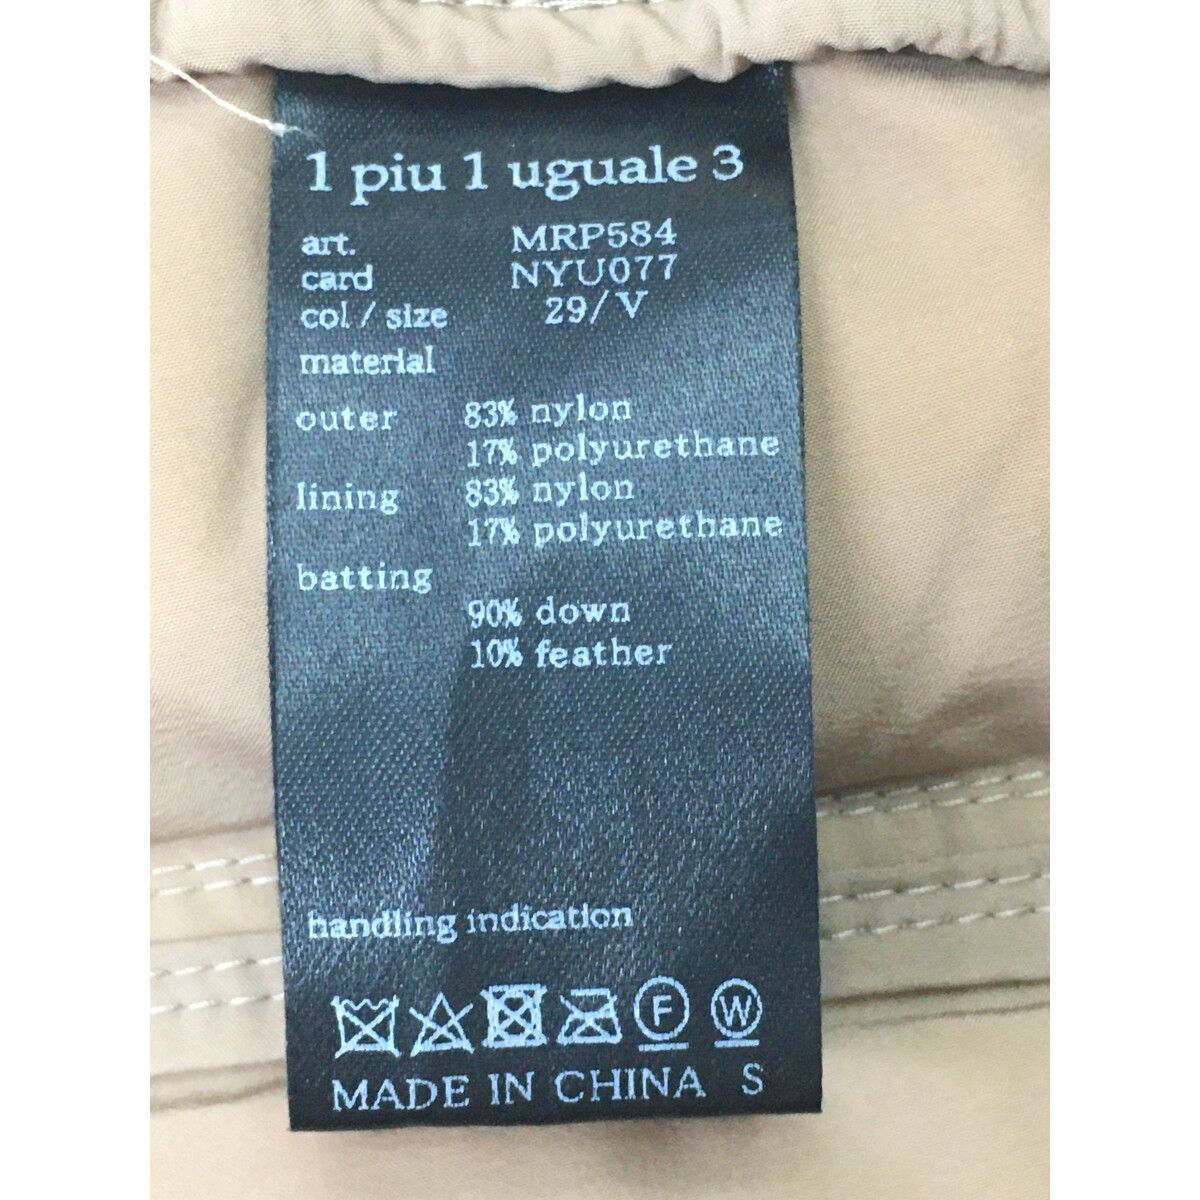 1 piu 1 uguale 3
art. MRP584
card NYU077
col / size 29/V
material
outer 83% nylon
17% polyurethane
lining 83% nylon
17% polyurethane
batting
90% down
10% feather
handling indication
F W
MADE IN CHINA S